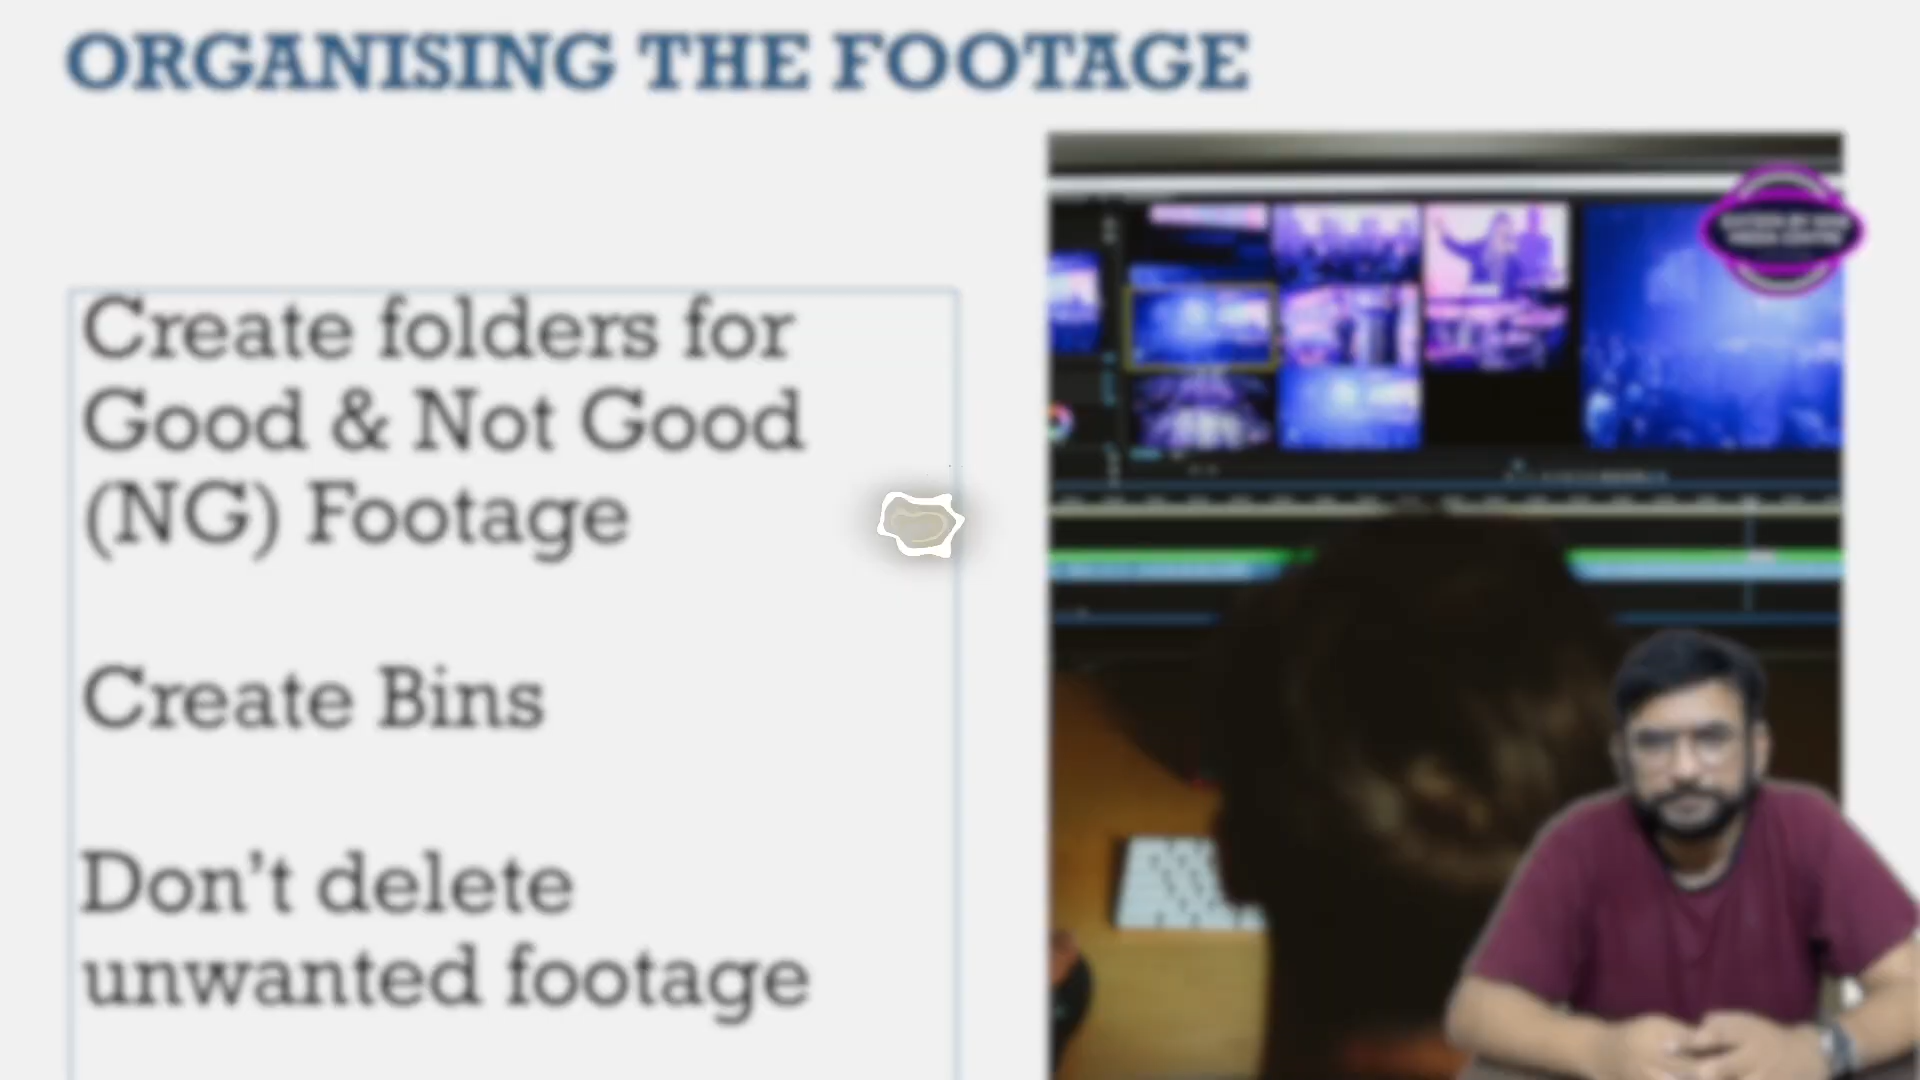 ORGANISING THE FOOTAGE
Create folders for
Good & Not Good
(NG) Footage
Create Bins
Don’t delete
unwanted footage